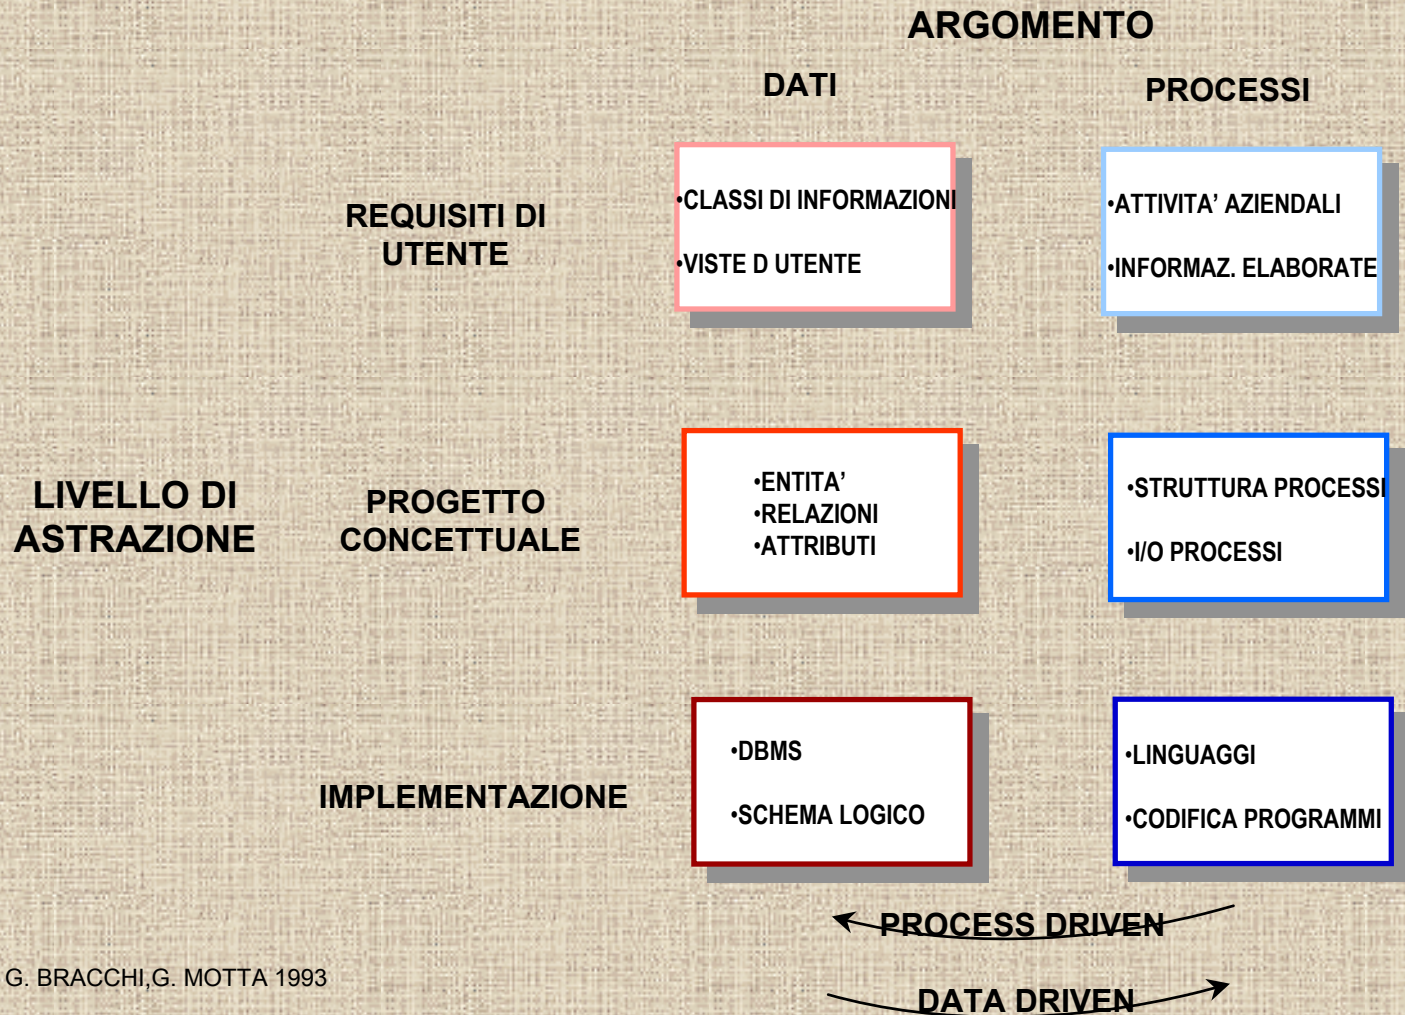 ARGOMENTO
DATI
PROCESSI
REQUISITI DI
UTENTE
•CLASSI DI INFORMAZIONI
•VISTE D UTENTE
•ATTIVITA’ AZIENDALI
•INFORMAZ. ELABORATE
LIVELLO DI
ASTRAZIONE
PROGETTO
CONCETTUALE
•ENTITA’
•RELAZIONI
•ATTRIBUTI
•STRUTTURA PROCESSI
•I/O PROCESSI
IMPLEMENTAZIONE
•DBMS
•SCHEMA LOGICO
•LINGUAGGI
•CODIFICA PROGRAMMI
PROCESS DRIVEN
G. BRACCHI,G. MOTTA 1993
DATA DRIVEN